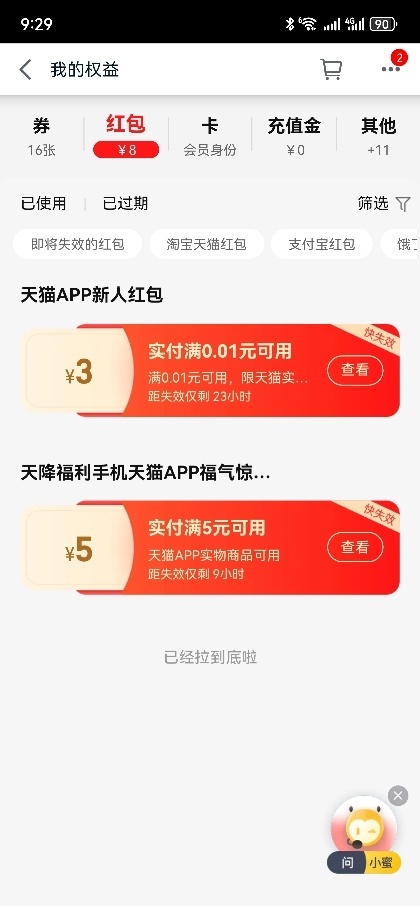 9:29
4G
90
我的权益
2
券
红包
卡
充值金
其他
16张
¥8
会员身份
¥0
+11
已使用
已过期
筛选
即将失效的红包
淘宝天猫红包
支付宝红包
天猫APP新人红包
快失效
¥3
实付满0.01元可用
满0.01元可用，限天猫实...
距失效仅剩 23小时
查看
天降福利手机天猫APP福气惊...
快失效
¥5
实付满5元可用
天猫APP实物商品可用
距失效仅剩 9小时
查看
已经拉到底啦
问 小蜜